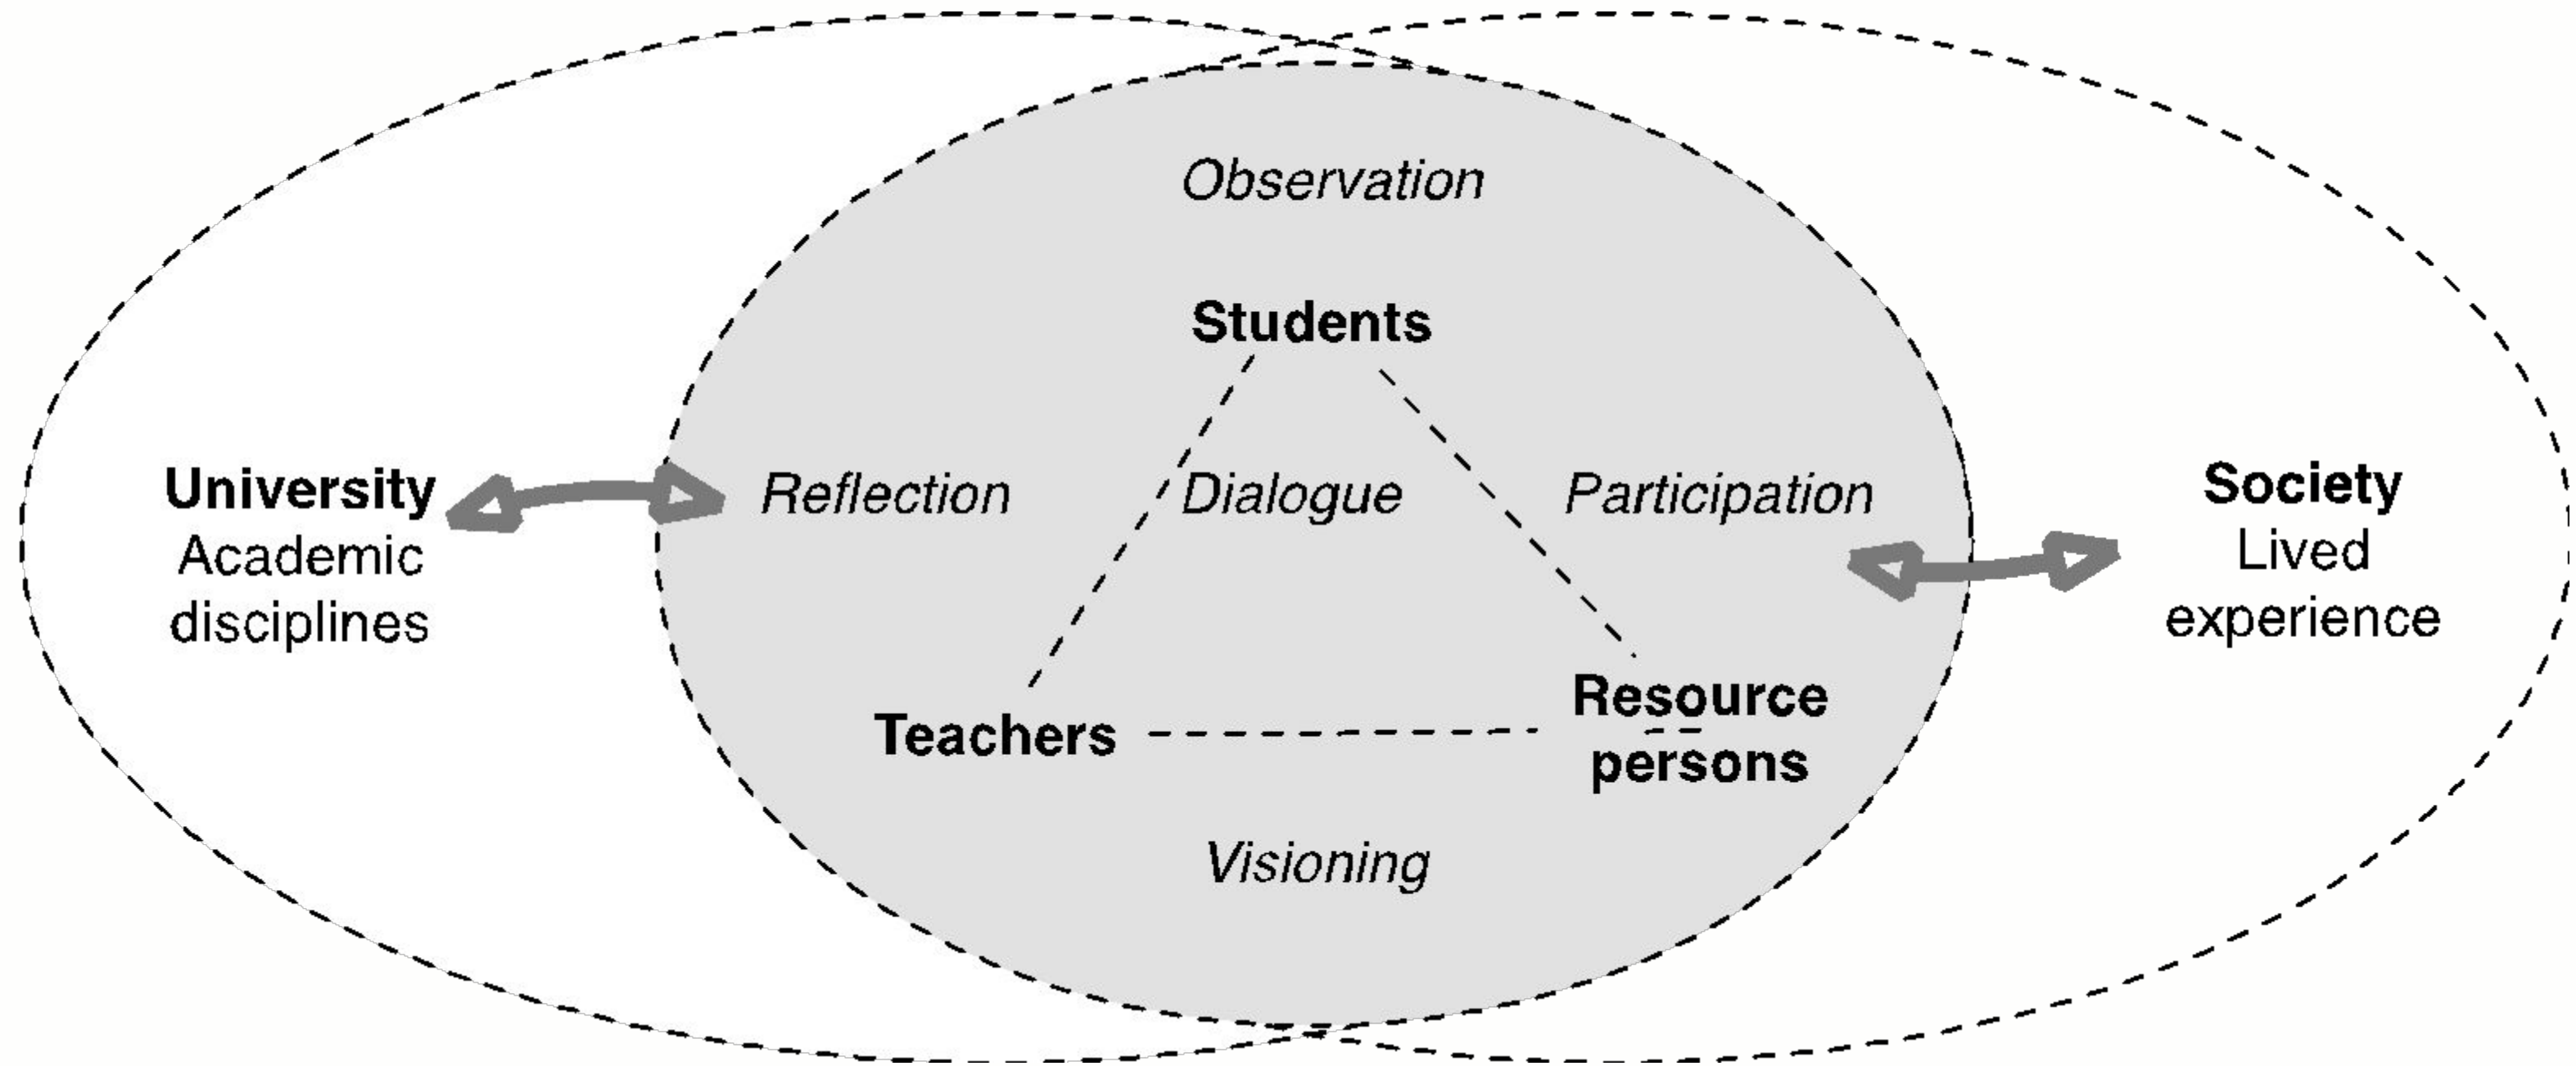 Observation
Students
University
Academic
disciplines
Reflection
Dialogue
Participation
Society
Lived
experience
Teachers
Resource
persons
Visioning